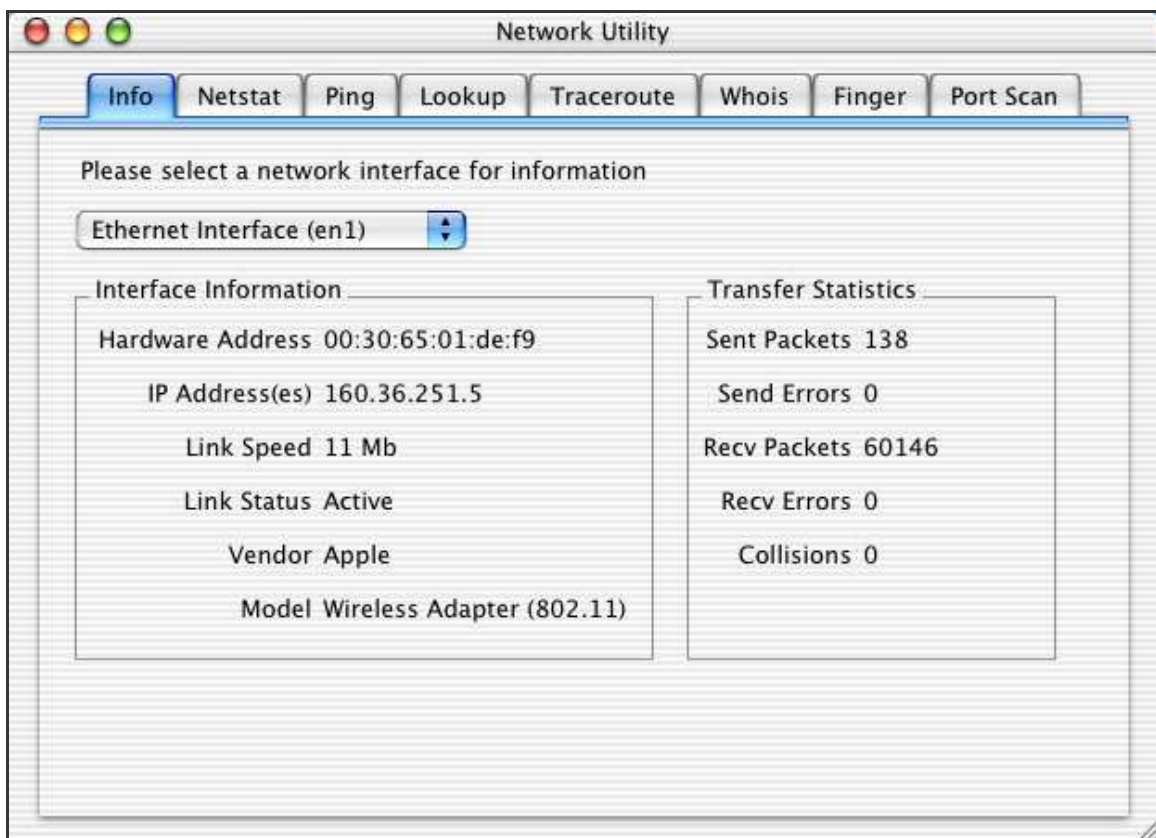 Network Utility
Info Netstat Ping Lookup Traceroute Whois Finger Port Scan
Please select a network interface for information
Ethernet Interface (en1)
Interface Information
Hardware Address 00:30:65:01:de:f9
IP Address(es) 160.36.251.5
Link Speed 11 Mb
Link Status Active
Vendor Apple
Model Wireless Adapter (802.11)
Transfer Statistics
Sent Packets 138
Send Errors 0
Recv Packets 60146
Recv Errors 0
Collisions 0